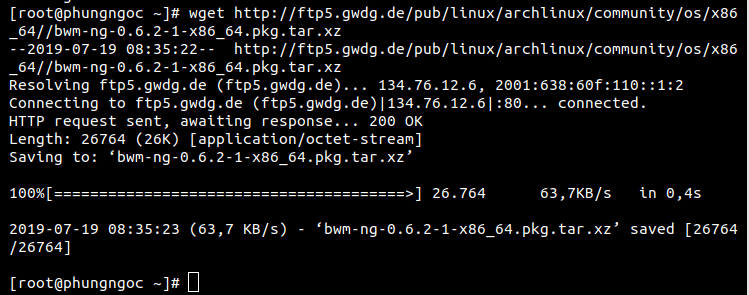 [root@phungngoc ~]# wget http://ftp5.gwdg.de/pub/linux/archlinux/community/os/x86
_64//bwm-ng-0.6.2-1-x86_64.pkg.tar.xz
--2019-07-19 08:35:22--  http://ftp5.gwdg.de/pub/linux/archlinux/community/os/x86
_64//bwm-ng-0.6.2-1-x86_64.pkg.tar.xz
Resolving ftp5.gwdg.de (ftp5.gwdg.de)... 134.76.12.6, 2001:638:60f:110::1:2
Connecting to ftp5.gwdg.de (ftp5.gwdg.de)|134.76.12.6|:80... connected.
HTTP request sent, awaiting response... 200 OK
Length: 26764 (26K) [application/octet-stream]
Saving to: ‘bwm-ng-0.6.2-1-x86_64.pkg.tar.xz’
100%[=======================================>] 26.764      63,7KB/s   in 0,4s
2019-07-19 08:35:23 (63,7 KB/s) - ‘bwm-ng-0.6.2-1-x86_64.pkg.tar.xz’ saved [26764
/26764]
[root@phungngoc ~]#